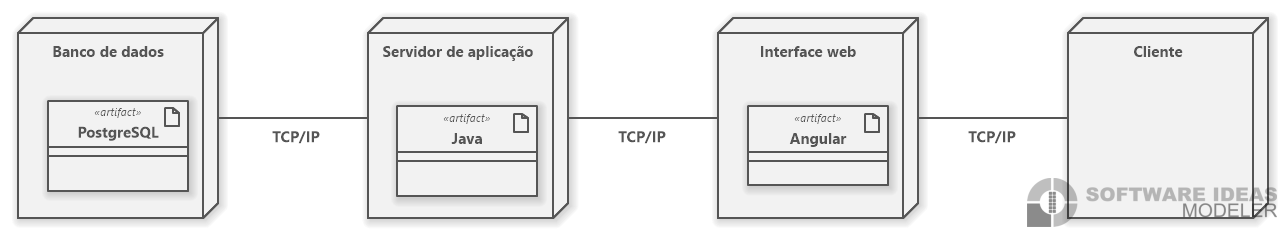 Banco de dados
«artifact»
PostgreSQL
TCP/IP
Servidor de aplicação
«artifact»
Java
TCP/IP
Interface web
«artifact»
Angular
TCP/IP
Cliente
SOFTWARE IDEAS
MODELER